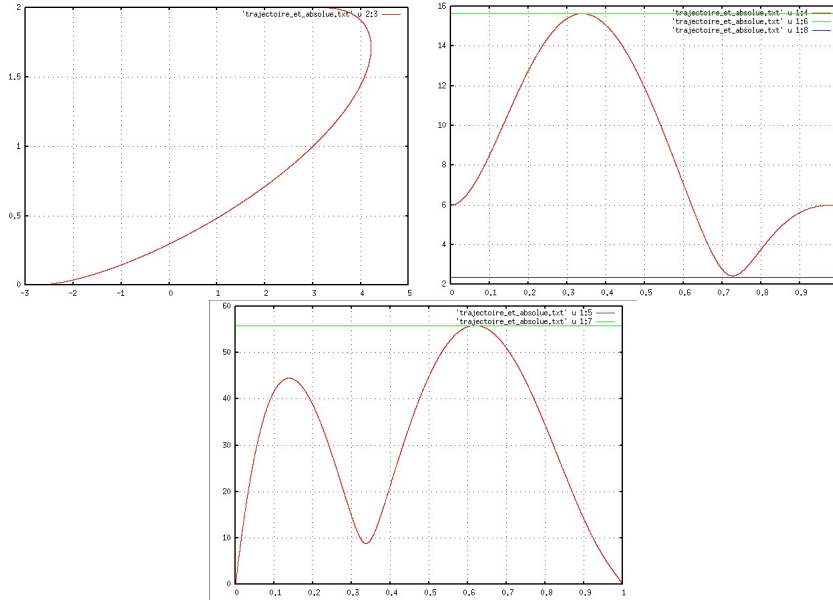 2
'trajectoire_et_absolue.txt' u 2:3
1.5
1
0.5
0
-3 -2 -1 0 1 2 3 4 5
16
'trajectoire_et_absolue.txt' u 1:4
'trajectoire_et_absolue.txt' u 1:6
'trajectoire_et_absolue.txt' u 1:8
14
12
10
8
6
4
2
0 0.1 0.2 0.3 0.4 0.5 0.6 0.7 0.8 0.9
60
'trajectoire_et_absolue.txt' u 1:5
'trajectoire_et_absolue.txt' u 1:7
50
40
30
20
10
0
0 0.1 0.2 0.3 0.4 0.5 0.6 0.7 0.8 0.9 1